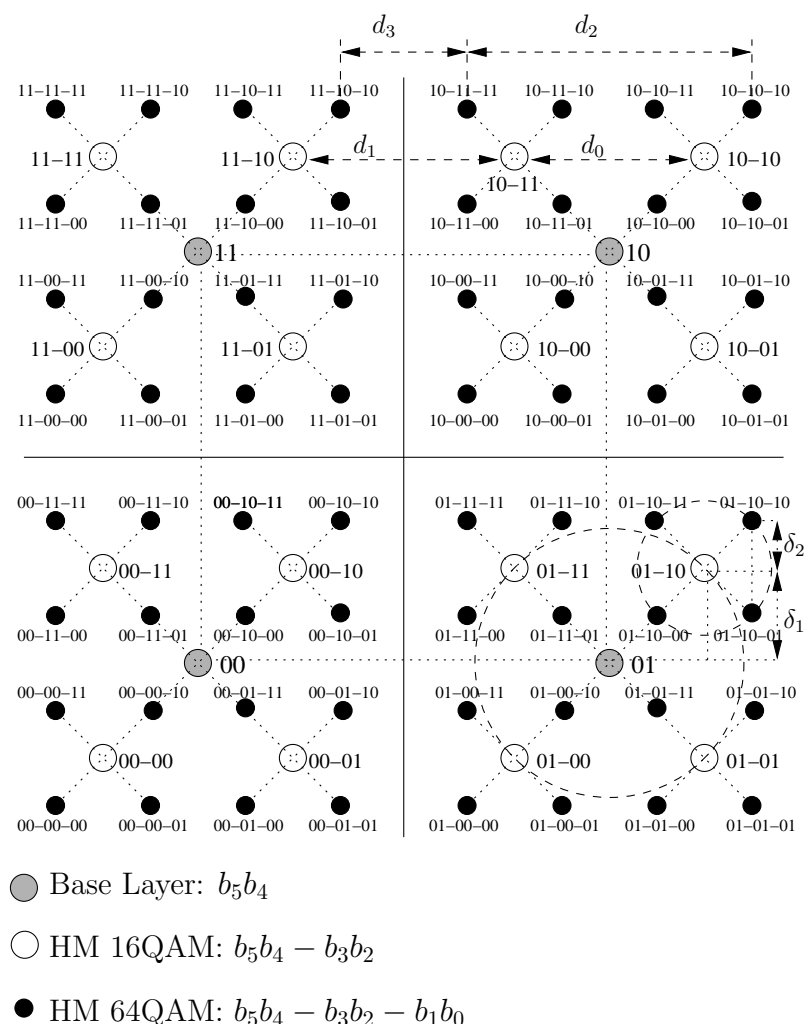 d₃ d₂
11–11–11 11–11–10 11–10–11 11–10–10 10–11–11 10–11–10 10–10–11 10–10–10
11–11 11–10 d₁ d₀ 10–10
10–11
11–11–00 11–11–01 11–10–00 11–10–01 10–11–00 10–11–01 10–10–00 10–10–01
11 10
11–00–11 11–00–10 11–01–11 11–01–10 10–00–11 10–00–10 10–01–11 10–01–10
11–00 11–01 10–00 10–01
11–00–00 11–00–01 11–01–00 11–01–01 10–00–00 10–00–01 10–01–00 10–01–01
00–11–11 00–11–10 00–10–11 00–10–10 01–11–11 01–11–10 01–10–11 01–10–10
δ₂
00–11 00–10 01–11 01–10
δ₁
00–11–00 00–11–01 00–10–00 00–10–01 01–11–00 01–11–01 01–10–00 01–10–01
00 01
00–00–11 00–00–10 00–01–11 00–01–10 01–00–11 01–00–10 01–01–11 01–01–10
00–00 00–01 01–00 01–01
00–00–00 00–00–01 00–01–00 00–01–01 01–00–00 01–00–01 01–01–00 01–01–01
Base Layer: b₅b₄
HM 16QAM: b₅b₄ − b₃b₂
HM 64QAM: b₅b₄ − b₃b₂ − b₁b₀